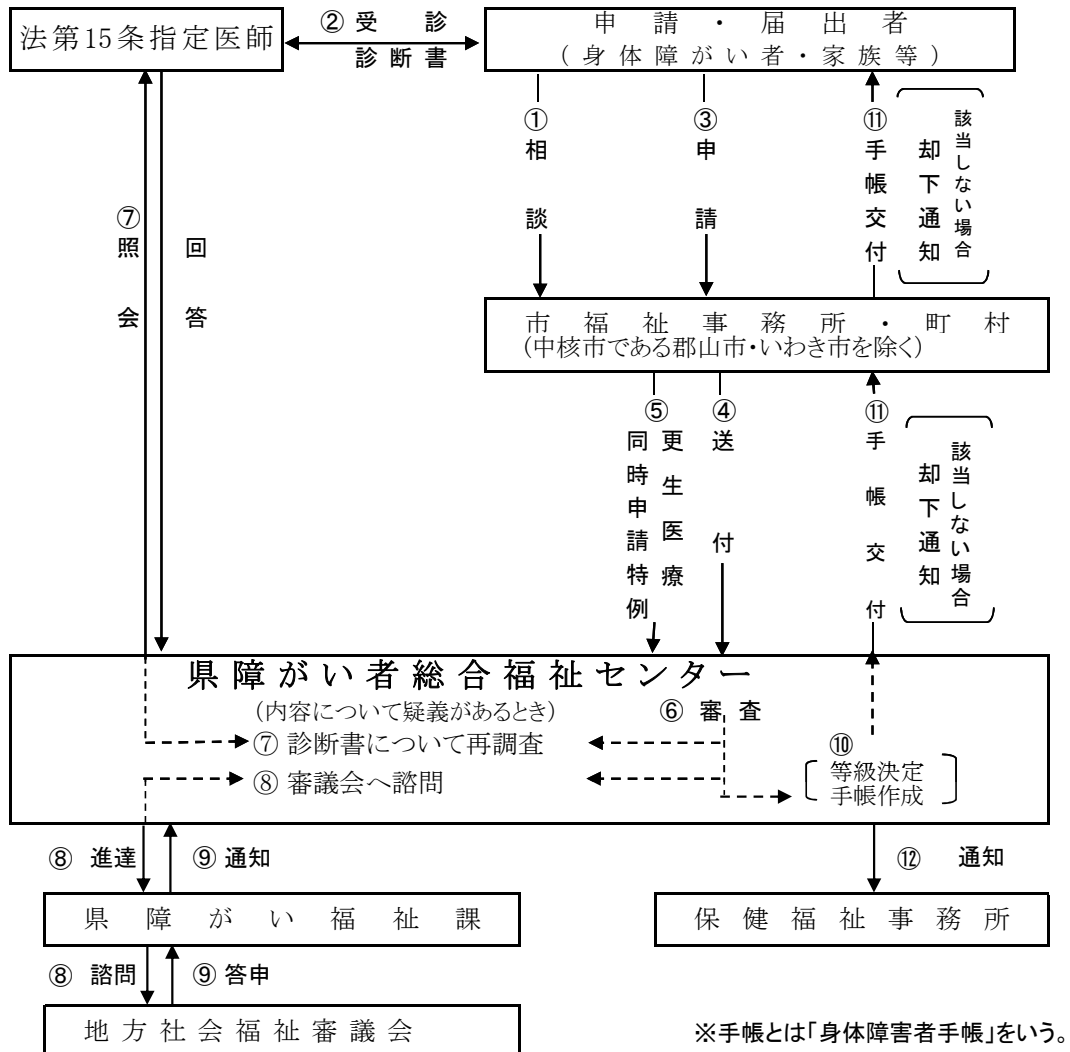 法第15条指定医師
② 受 診
診 断 書
申 請 ・ 届 出 者
( 身 体 障 が い 者 ・ 家 族 等 )
① 相 談
③ 申 請
⑪ 手 帳 交 付
該当しない場合
却下通知
⑦ 照 会
回 答
市 福 祉 事 務 所 ・ 町 村
(中核市である郡山市・いわき市を除く)
⑤ 更生医療
同時申請特例
④ 送 付
⑪ 手 帳 交 付
該当しない場合
却下通知
県 障 が い 者 総 合 福 祉 セ ン タ ー
(内容について疑義があるとき)
⑥ 審 査
⑦ 診断書について再調査
⑧ 審議会へ諮問
⑩
等級決定
手帳作成
⑧ 進達
⑨ 通知
⑫ 通知
県 障 が い 福 祉 課
保 健 福 祉 事 務 所
⑧ 諮問
⑨ 答申
地 方 社 会 福 祉 審 議 会
※手帳とは「身体障害者手帳」をいう。